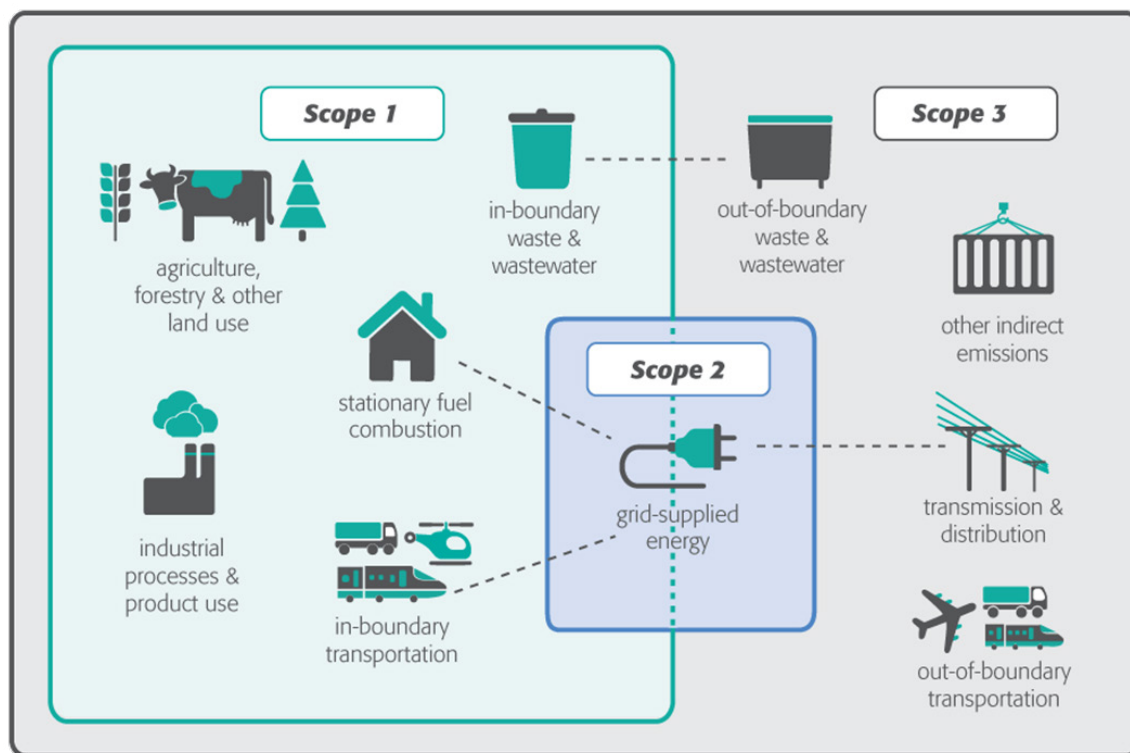 Scope 1
Scope 3
in-boundary
waste &
wastewater
out-of-boundary
waste &
wastewater
agriculture,
forestry & other
land use
other indirect
emissions
Scope 2
stationary fuel
combustion
grid-supplied
energy
transmission &
distribution
industrial
processes &
product use
in-boundary
transportation
out-of-boundary
transportation